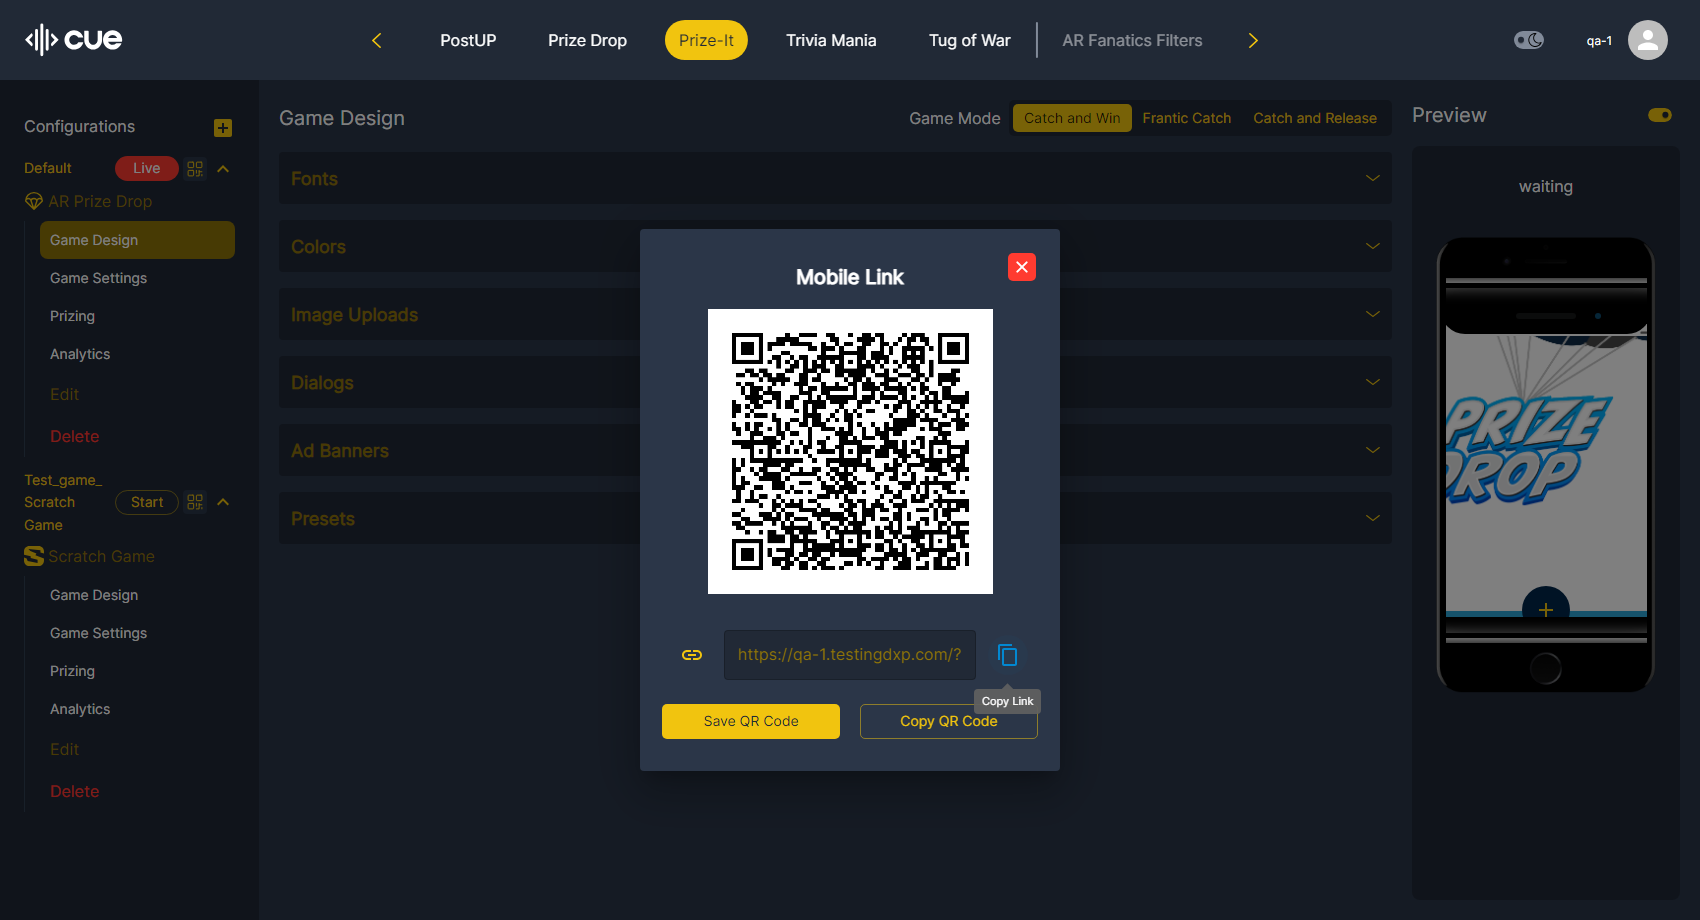 cue
PostUP
Prize Drop
Prize-It
Trivia Mania
Tug of War
AR Fanatics Filters
qa-1
Configurations
Default
Live
AR Prize Drop
Game Design
Game Settings
Prizing
Analytics
Edit
Delete
Test_game_
Scratch
Game
Start
Scratch Game
Game Design
Game Settings
Prizing
Analytics
Edit
Delete
Game Design
Game Mode
Catch and Win
Frantic Catch
Catch and Release
Fonts
Colors
Image Uploads
Dialogs
Ad Banners
Presets
Mobile Link
https://qa-1.testingdxp.com/?
Copy Link
Save QR Code
Copy QR Code
Preview
waiting
PRIZE
DROP